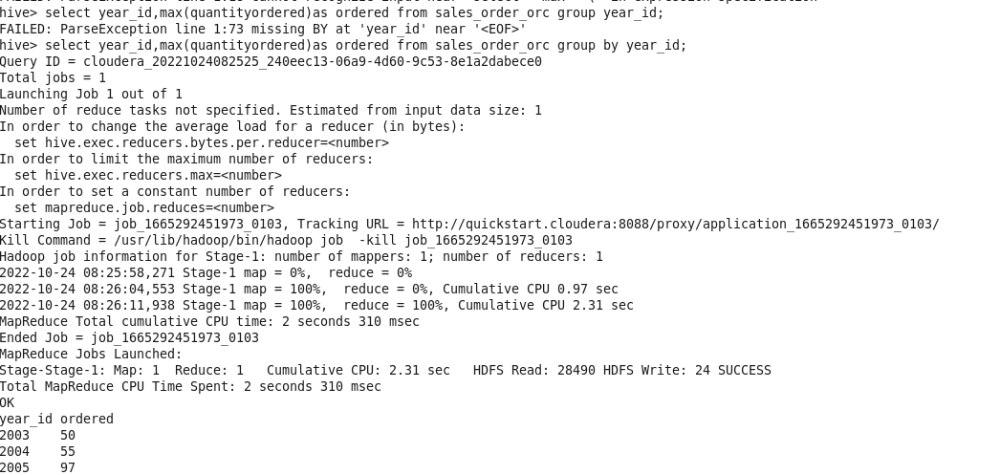 hive> select year_id,max(quantityordered)as ordered from sales_order_orc group year_id;
FAILED: ParseException line 1:73 missing BY at 'year_id' near '<EOF>'
hive> select year_id,max(quantityordered)as ordered from sales_order_orc group by year_id;
Query ID = cloudera_20221024082525_240eec13-06a9-4d60-9c53-8e1a2dabece0
Total jobs = 1
Launching Job 1 out of 1
Number of reduce tasks not specified. Estimated from input data size: 1
In order to change the average load for a reducer (in bytes):
  set hive.exec.reducers.bytes.per.reducer=<number>
In order to limit the maximum number of reducers:
  set hive.exec.reducers.max=<number>
In order to set a constant number of reducers:
  set mapreduce.job.reduces=<number>
Starting Job = job_1665292451973_0103, Tracking URL = http://quickstart.cloudera:8088/proxy/application_1665292451973_0103/
Kill Command = /usr/lib/hadoop/bin/hadoop job  -kill job_1665292451973_0103
Hadoop job information for Stage-1: number of mappers: 1; number of reducers: 1
2022-10-24 08:25:58,271 Stage-1 map = 0%,  reduce = 0%
2022-10-24 08:26:04,553 Stage-1 map = 100%,  reduce = 0%, Cumulative CPU 0.97 sec
2022-10-24 08:26:11,938 Stage-1 map = 100%,  reduce = 100%, Cumulative CPU 2.31 sec
MapReduce Total cumulative CPU time: 2 seconds 310 msec
Ended Job = job_1665292451973_0103
MapReduce Jobs Launched:
Stage-Stage-1: Map: 1  Reduce: 1   Cumulative CPU: 2.31 sec   HDFS Read: 28490 HDFS Write: 24 SUCCESS
Total MapReduce CPU Time Spent: 2 seconds 310 msec
OK
year_id	ordered
2003	50
2004	55
2005	97